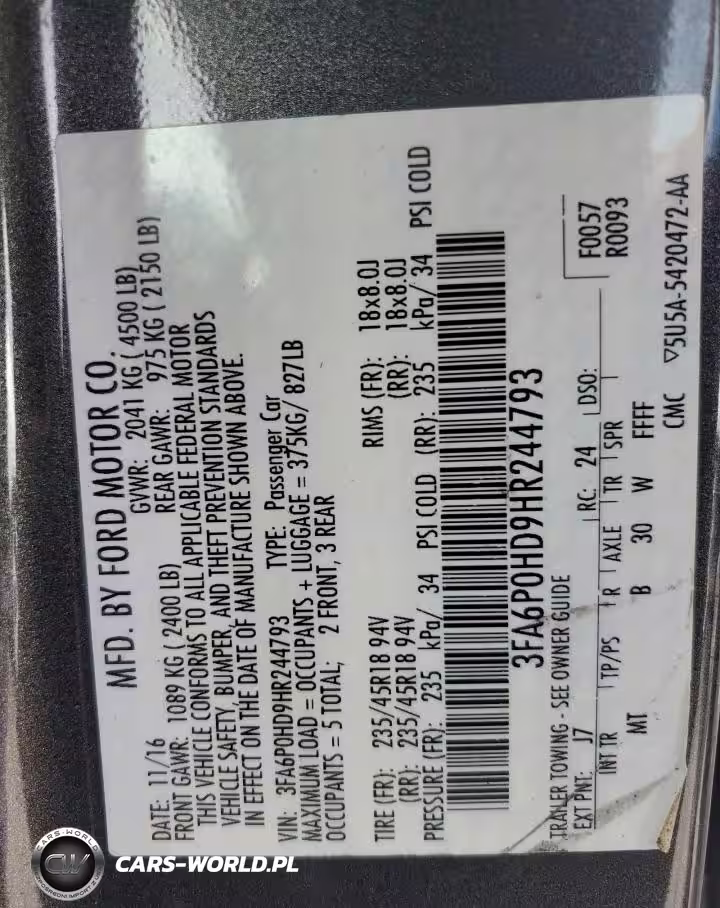 MFD. BY FORD MOTOR CO.
DATE: 11/16 GVWR: 2041 KG ( 4500 LB)
FRONT GAWR: 1089 KG ( 2400 LB) REAR GAWR: 975 KG ( 2150 LB)
THIS VEHICLE CONFORMS TO ALL APPLICABLE FEDERAL MOTOR
VEHICLE SAFETY, BUMPER, AND THEFT PREVENTION STANDARDS
IN EFFECT ON THE DATE OF MANUFACTURE SHOWN ABOVE.
VIN: 3FA6P0HD9HR244793 TYPE: Passenger Car
MAXIMUM LOAD = OCCUPANTS + LUGGAGE = 375KG/ 827LB
OCCUPANTS = 5 TOTAL; 2 FRONT, 3 REAR
TIRE (FR): 235/45R18 94V RIMS (FR): 18x8.0J
(RR): 235/45R18 94V (RR): 18x8.0J
PRESSURE (FR): 235 kPa/ 34 PSI COLD (RR): 235 kPa/ 34 PSI COLD
3FA6P0HD9HR244793
F0057
R0093
TRAILER TOWING - SEE OWNER GUIDE
EXT PNT: J7 RC: 24 DSO:
INT TR TP/PS R AXLE TR SPR
MT B 30 W FFFF
CMC ▽5U5A-5420472-AA
CARS-WORLD
CW
CARS-WORLD.PL